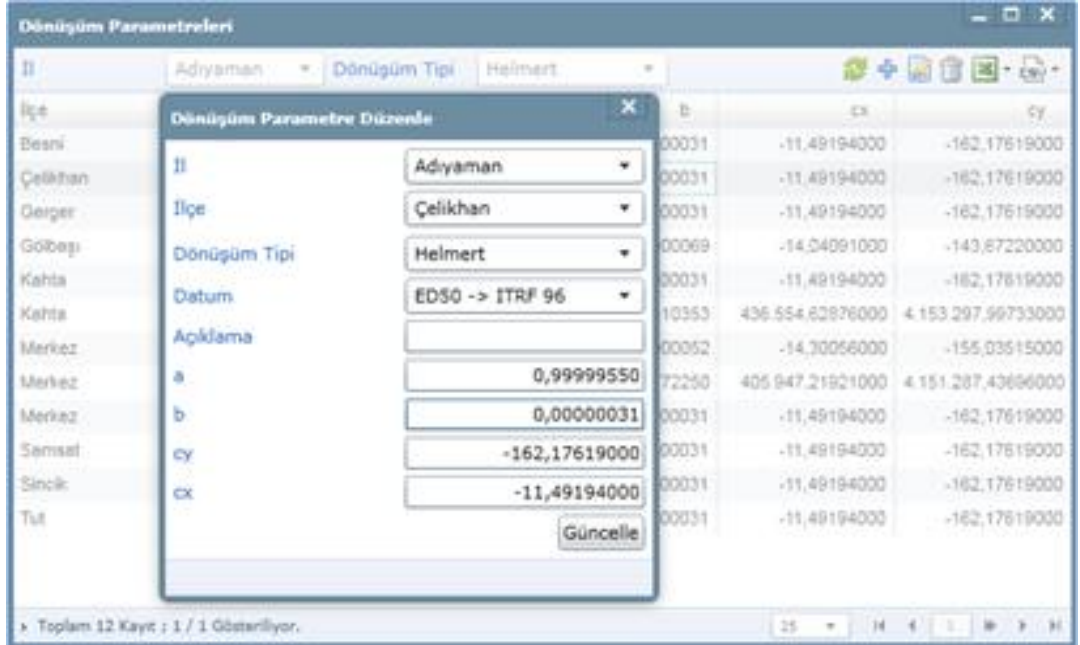 Dönüşüm Parametreleri
İl Adıyaman Dönüşüm Tipi Helmert
İlçe b cx cy
Besni 00031 -11,49194000 -162,17619000
Çelikhan 00031 -11,49194000 -162,17619000
Gerger 00031 -11,49194000 -162,17619000
Gölbaşı 00069 -14,04091000 -143,67220000
Kahta 00031 -11,49194000 -162,17619000
Kahta 10353 436.554,62876000 4.153.297,99733000
Merkez 00052 -14,30056000 -155,03515000
Merkez 72250 405.947,21921000 4.151.287,43696000
Merkez 00031 -11,49194000 -162,17619000
Samsat 00031 -11,49194000 -162,17619000
Sincik 00031 -11,49194000 -162,17619000
Tut 00031 -11,49194000 -162,17619000
Dönüşüm Parametre Düzenle
İl Adıyaman
İlçe Çelikhan
Dönüşüm Tipi Helmert
Datum ED50 -> ITRF 96
Açıklama
a 0,99999550
b 0,00000031
cy -162,17619000
cx -11,49194000
Güncelle
Toplam 12 Kayıt ; 1 / 1 Gösteriliyor.
25 1